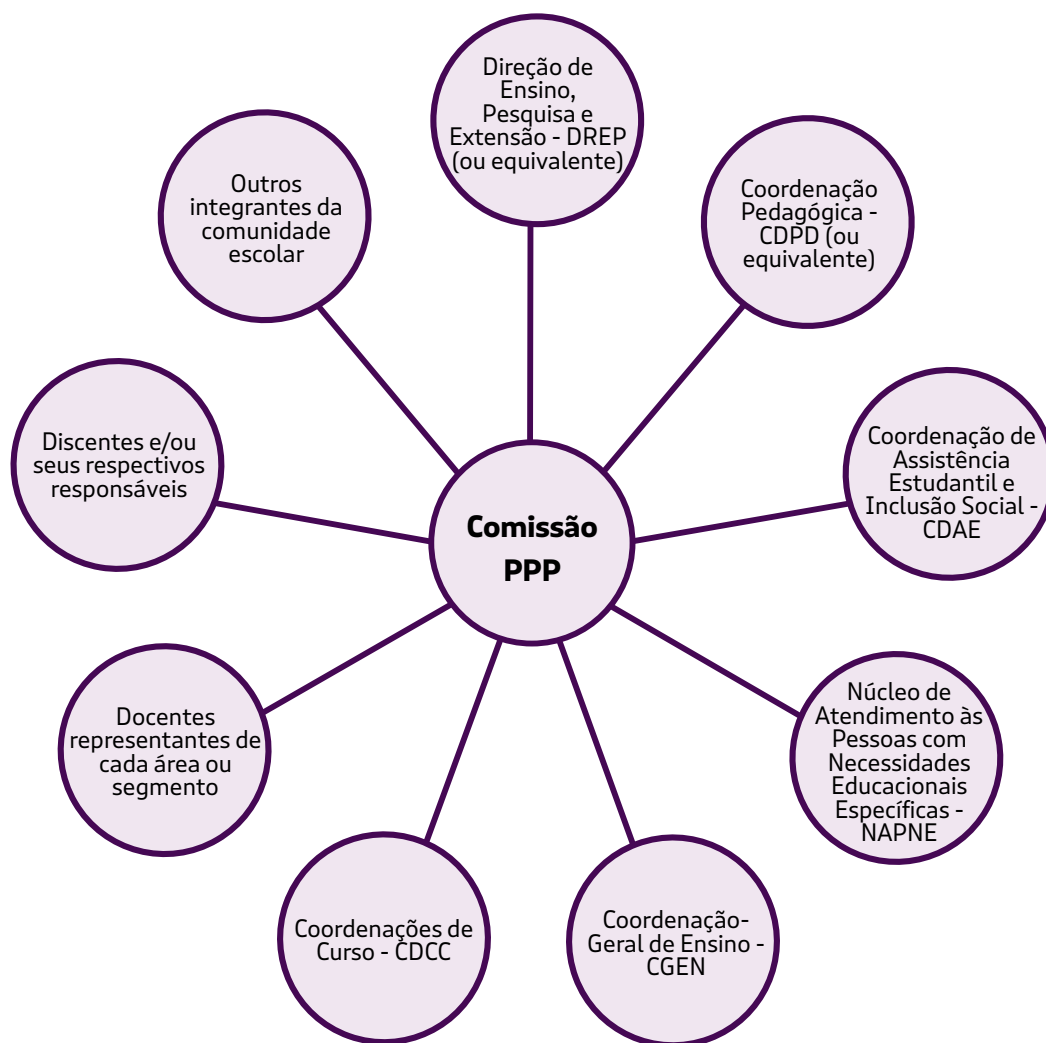 Direção de
Ensino,
Pesquisa e
Extensão - DREP
(ou equivalente)
Coordenação
Pedagógica -
CDPD (ou
equivalente)
Coordenação de
Assistência
Estudantil e
Inclusão Social -
CDAE
Núcleo de
Atendimento às
Pessoas com
Necessidades
Educacionais
Específicas -
NAPNE
Coordenação-
Geral de Ensino -
CGEN
Coordenações de
Curso - CDCC
Docentes
representantes de
cada área ou
segmento
Discentes e/ou
seus respectivos
responsáveis
Outros
integrantes da
comunidade
escolar
Comissão
PPP